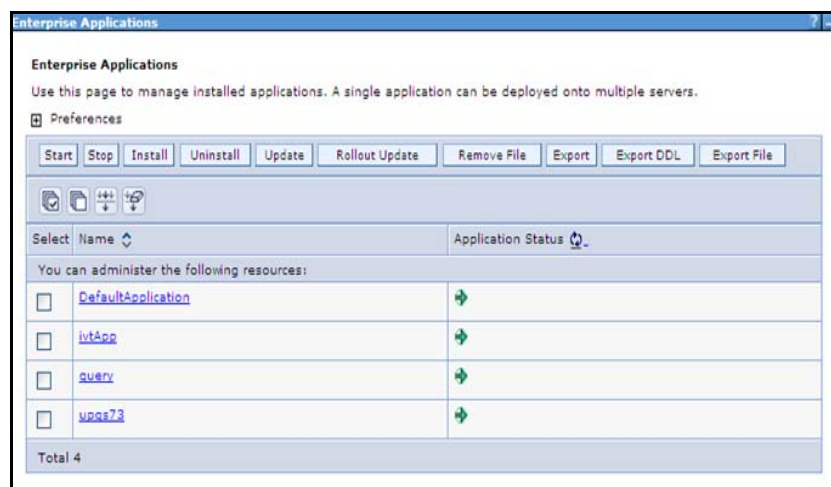 Enterprise Applications
?
Enterprise Applications
Use this page to manage installed applications. A single application can be deployed onto multiple servers.
Preferences
Start Stop Install Uninstall Update Rollout Update Remove File Export Export DDL Export File
Select Name Application Status
You can administer the following resources:
DefaultApplication
ivtApp
query
upgs73
Total 4